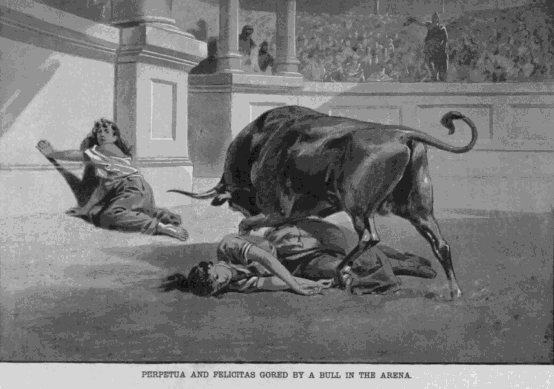 PERPETUA AND FELICITAS GORED BY A BULL IN THE ARENA.